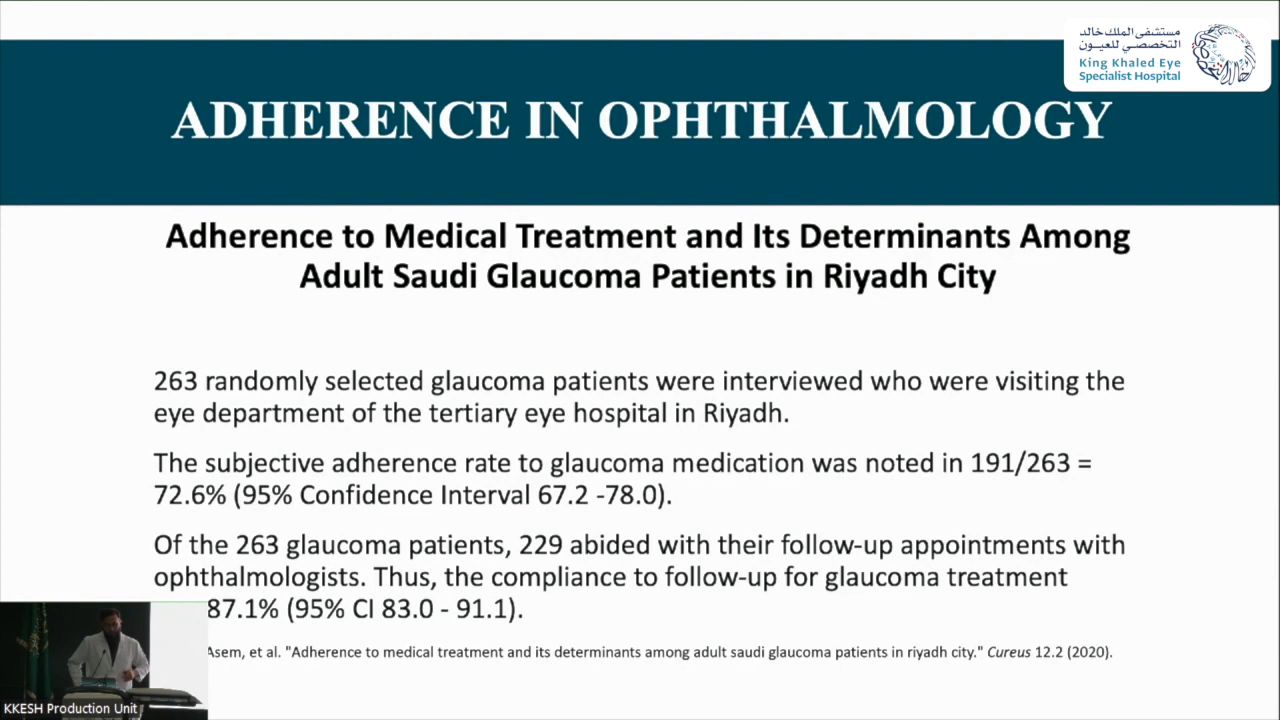 مستشفى الملك خالد
التخصصي للعيون
King Khaled Eye
Specialist Hospital
ADHERENCE IN OPHTHALMOLOGY
Adherence to Medical Treatment and Its Determinants Among
Adult Saudi Glaucoma Patients in Riyadh City
263 randomly selected glaucoma patients were interviewed who were visiting the
eye department of the tertiary eye hospital in Riyadh.
The subjective adherence rate to glaucoma medication was noted in 191/263 =
72.6% (95% Confidence Interval 67.2 -78.0).
Of the 263 glaucoma patients, 229 abided with their follow-up appointments with
ophthalmologists. Thus, the compliance to follow-up for glaucoma treatment
87.1% (95% CI 83.0 - 91.1).
Asem, et al. "Adherence to medical treatment and its determinants among adult saudi glaucoma patients in riyadh city." Cureus 12.2 (2020).
KKESH Production Unit